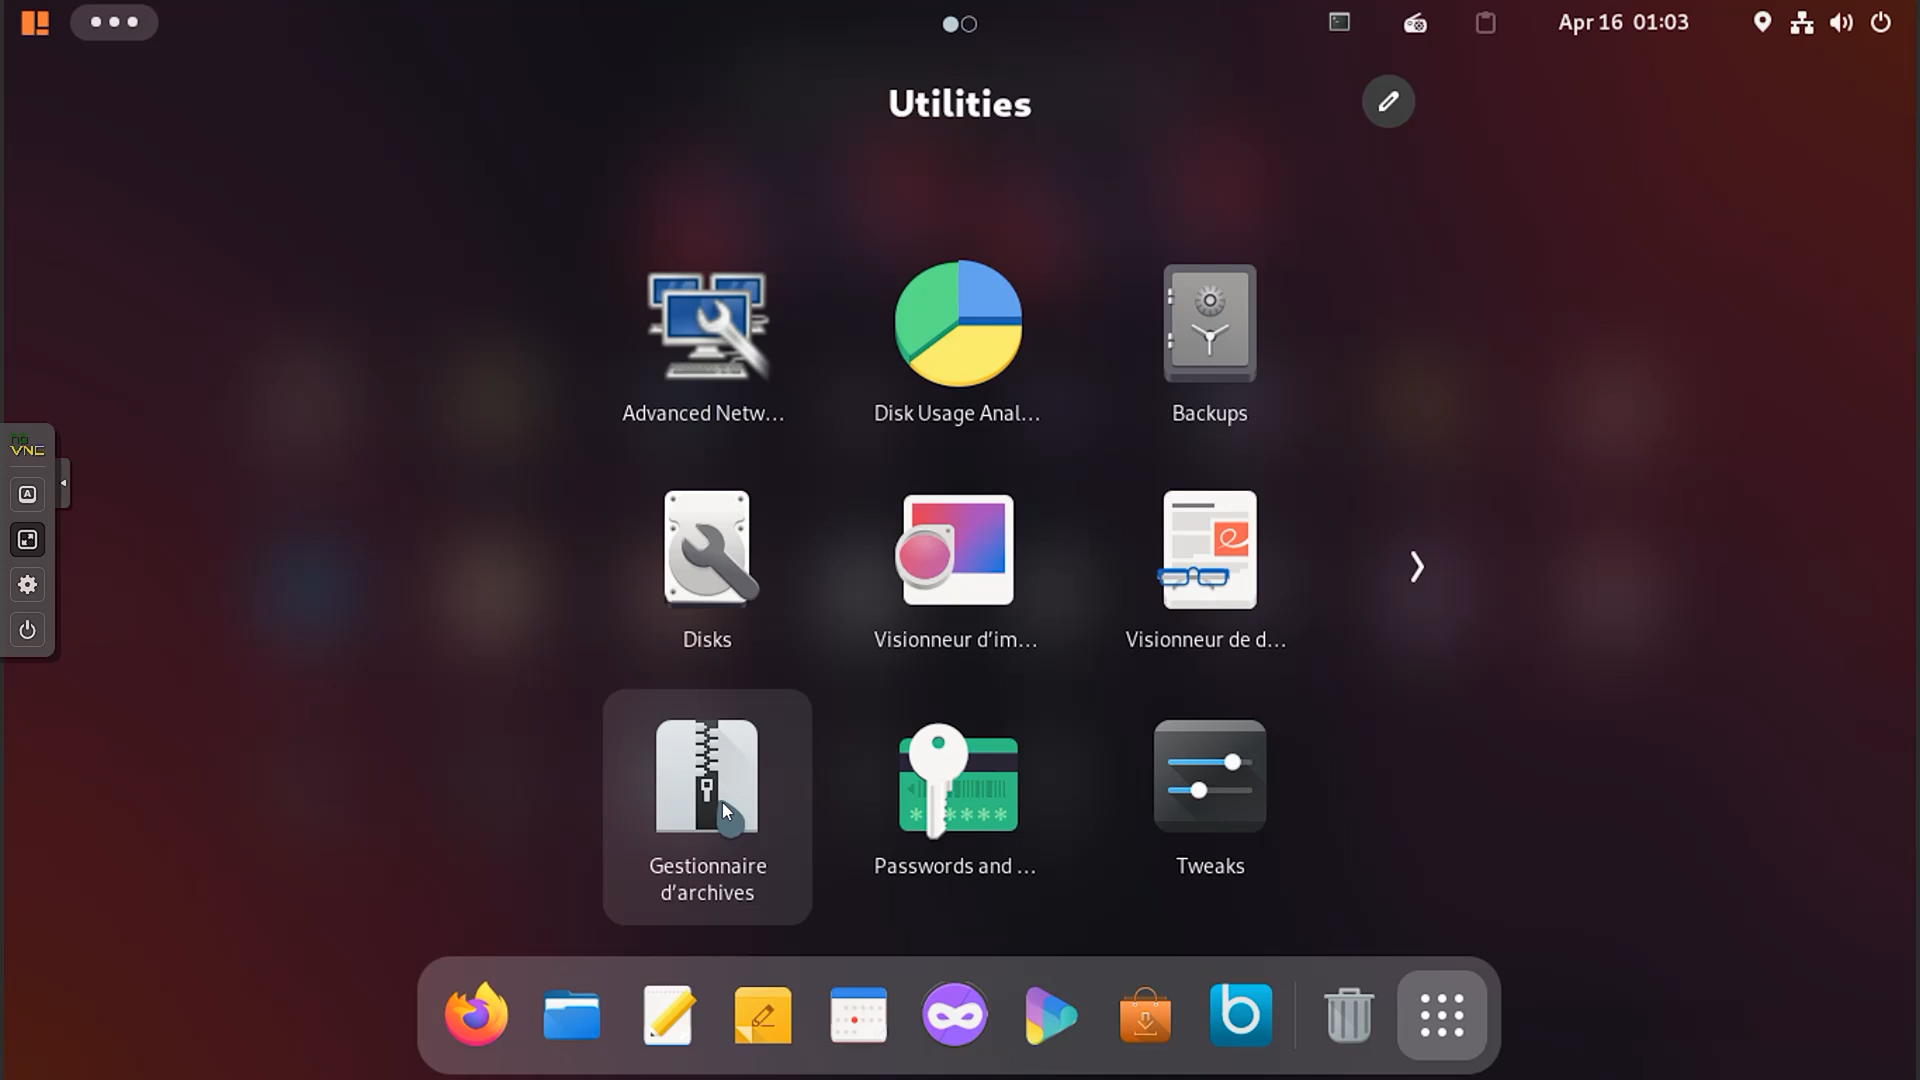 Apr 16 01:03
Utilities
Advanced Netw...
Disk Usage Anal...
Backups
no
VNC
A
Disks
Visionneur d'im...
Visionneur de d...
Gestionnaire
d'archives
Passwords and ...
Tweaks